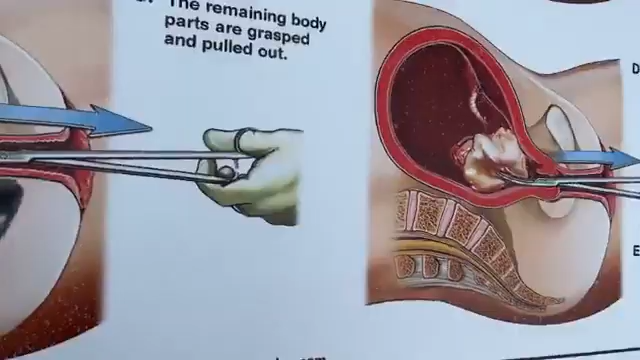 The remaining body
parts are grasped
and pulled out.
D
E